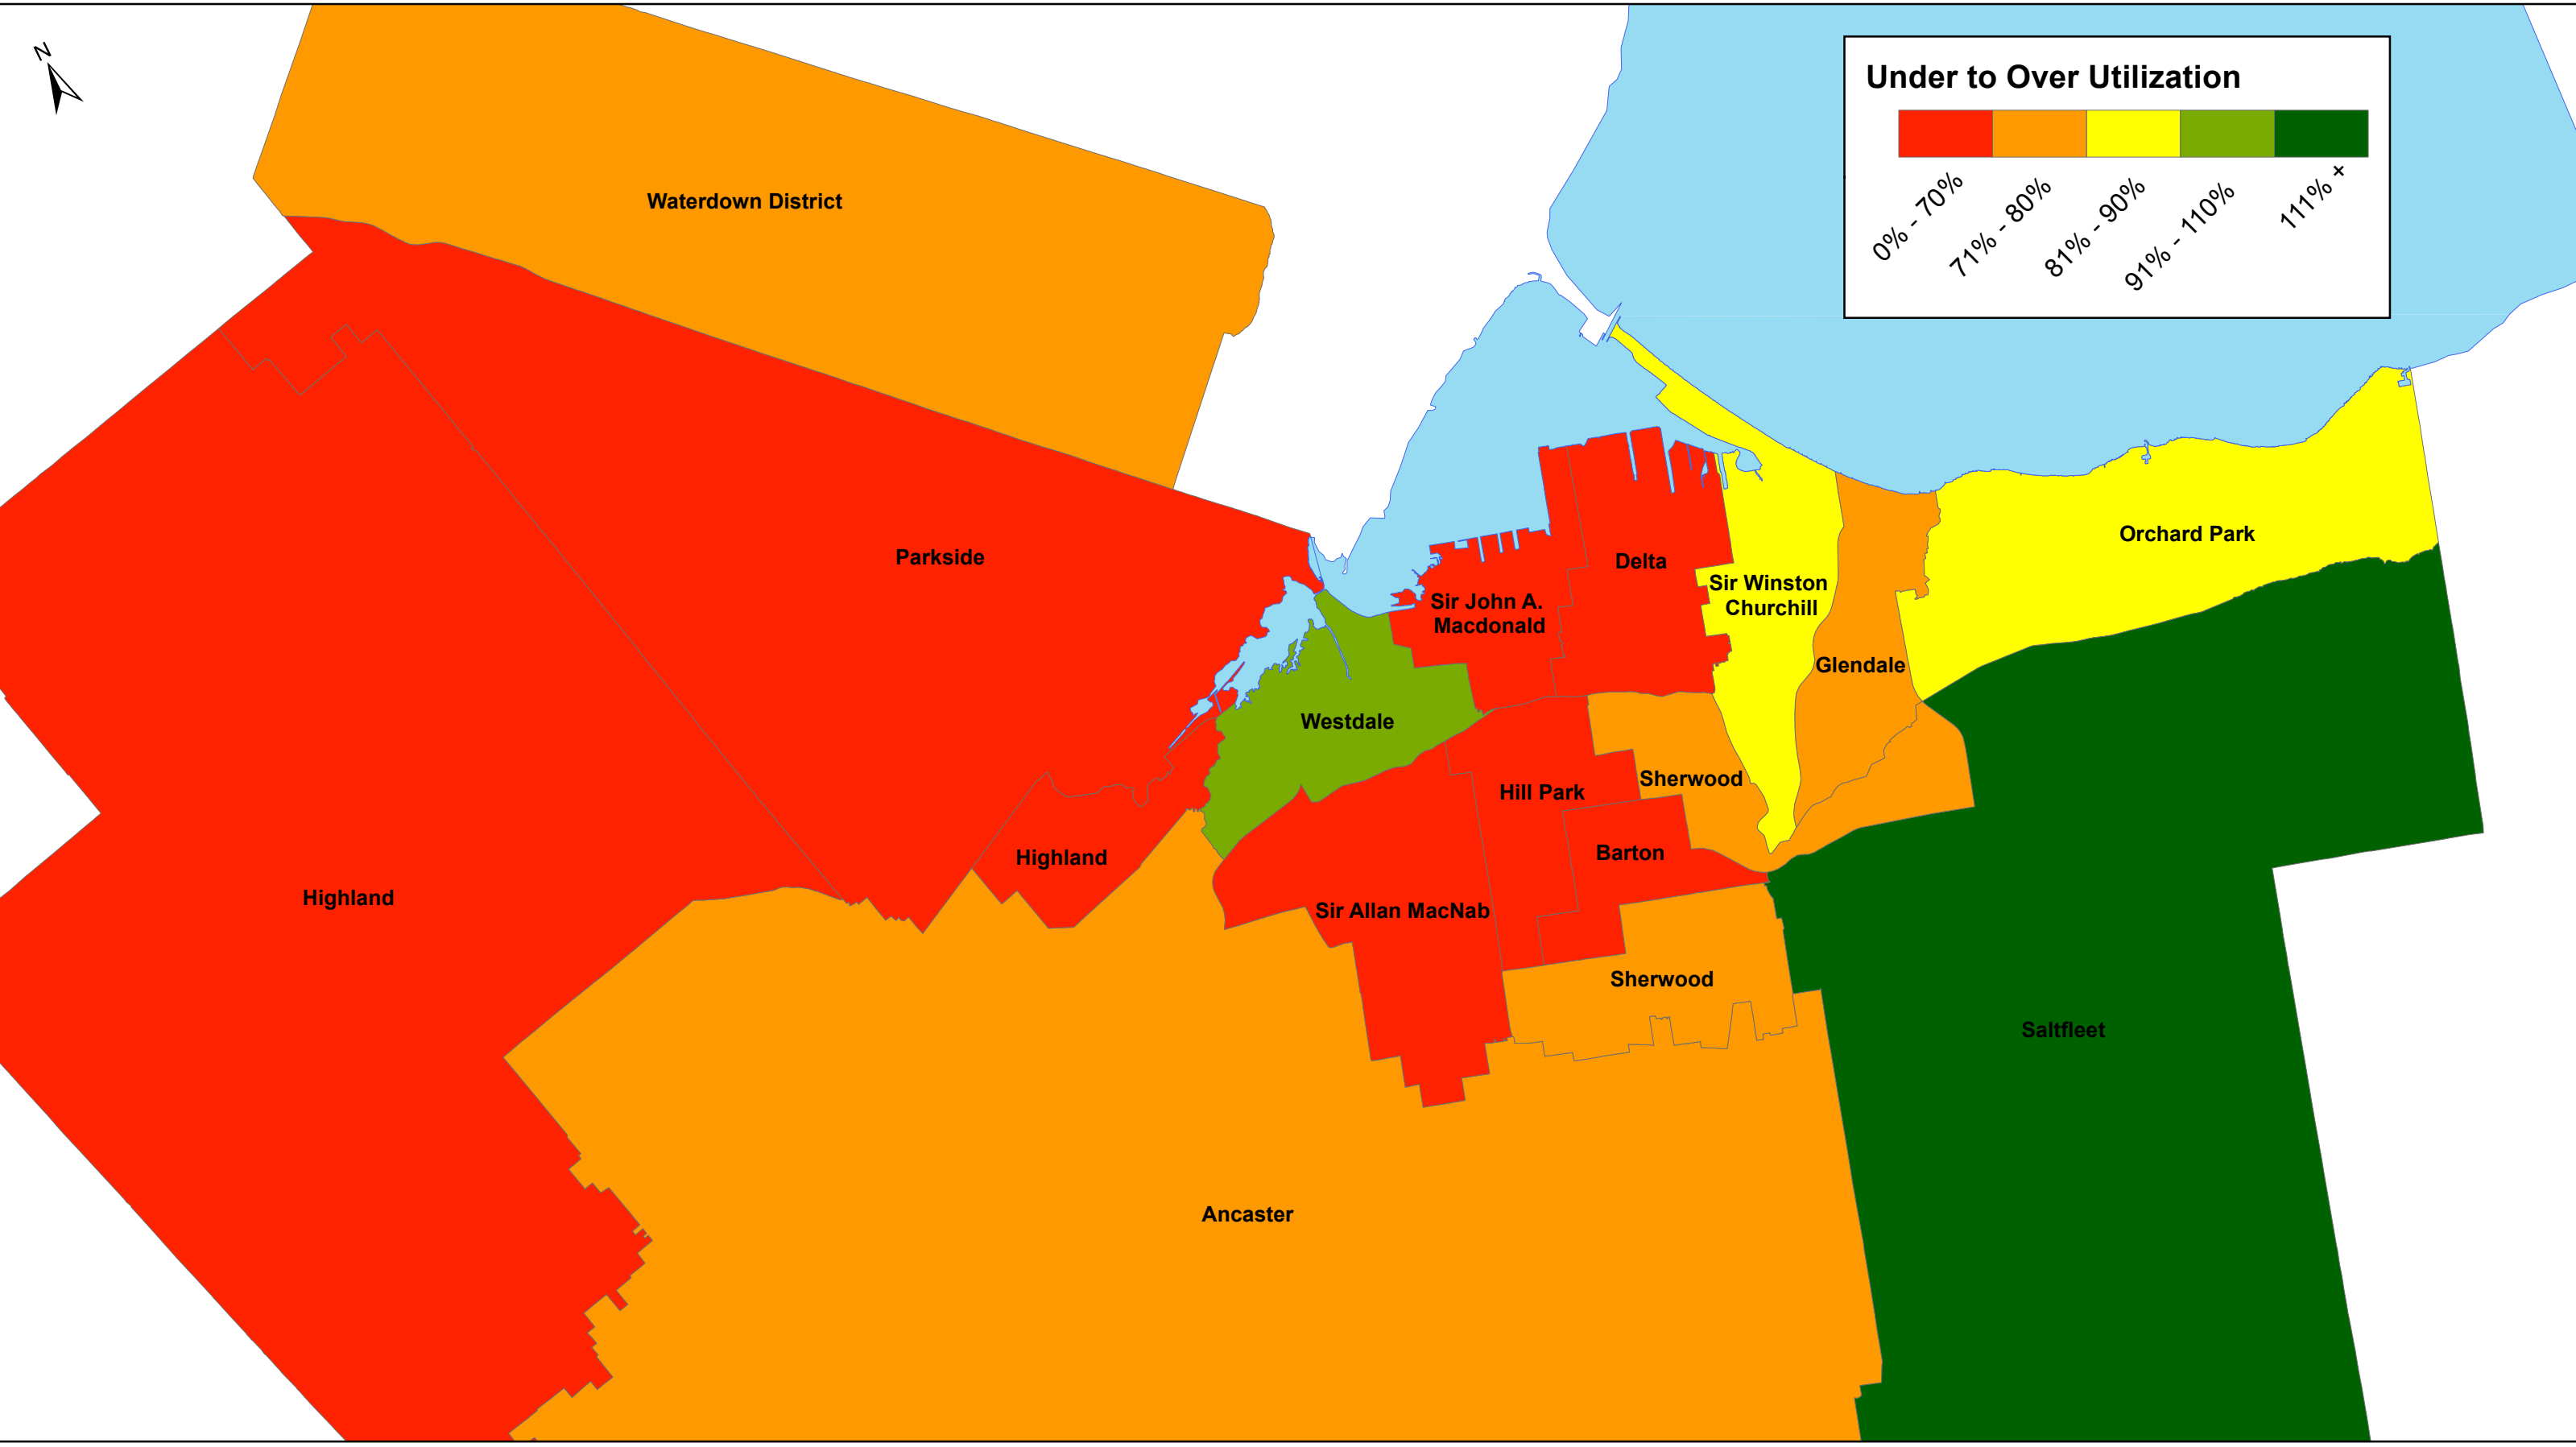 N
Under to Over Utilization
0% - 70%
71% - 80%
81% - 90%
91% - 110%
111% +
Waterdown District
Orchard Park
Parkside
Delta
Sir Winston
Churchill
Sir John A.
Macdonald
Glendale
Westdale
Sherwood
Hill Park
Barton
Highland
Highland
Sir Allan MacNab
Sherwood
Saltfleet
Ancaster